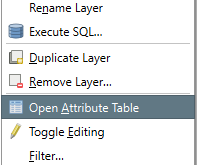 Rename Layer
Execute SQL...
Duplicate Layer
Remove Layer...
Open Attribute Table
Toggle Editing
Filter...